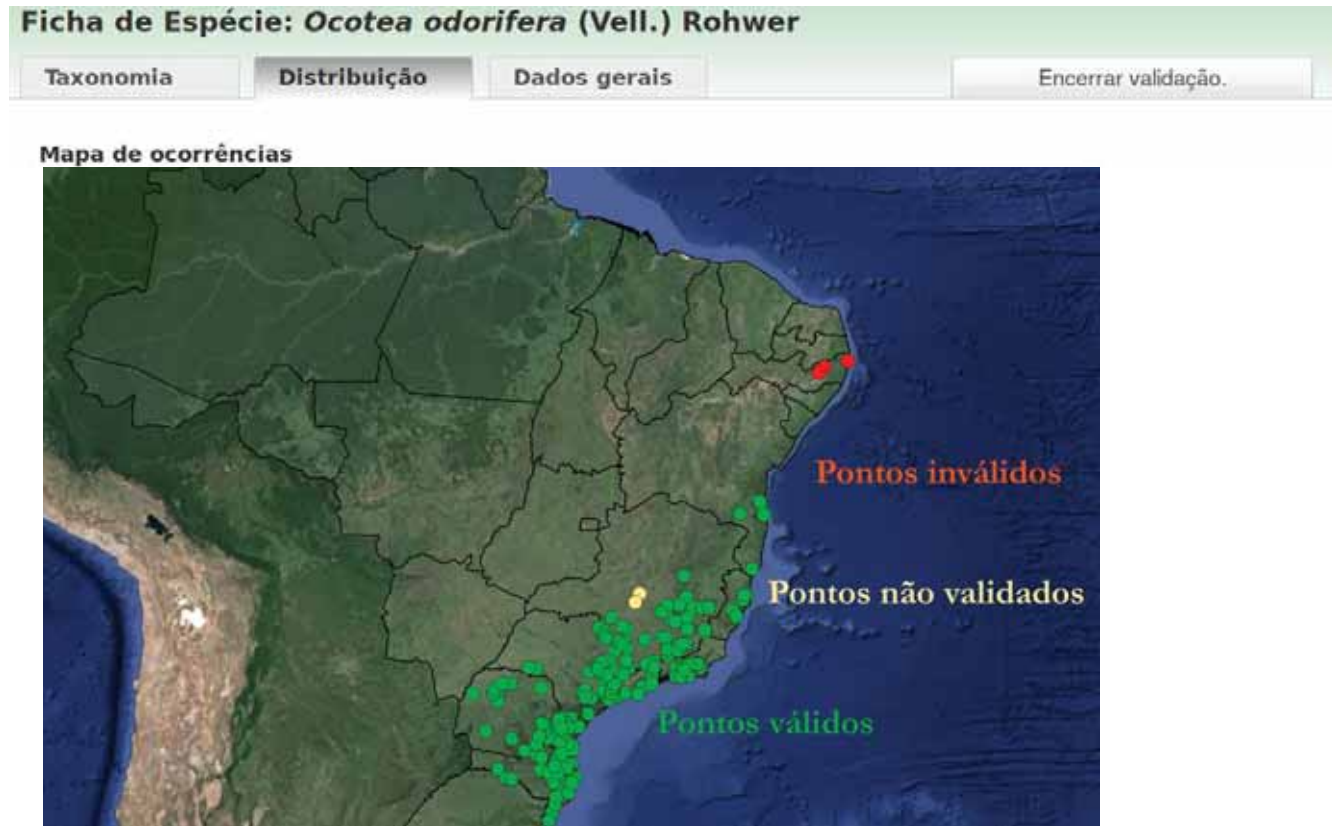 Ficha de Espécie: Ocotea odorifera (Vell.) Rohwer
Taxonomia
Distribuição
Dados gerais
Encerrar validação.
Mapa de ocorrências
Pontos inválidos
Pontos não validados
Pontos válidos